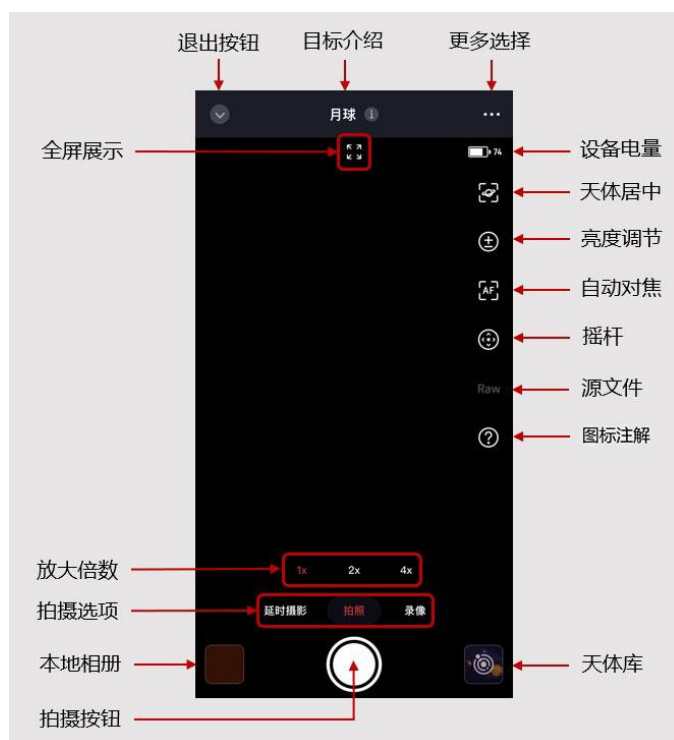 退出按钮 目标介绍 更多选择
月球 i
全屏展示
74 设备电量
天体居中
亮度调节
AF 自动对焦
摇杆
Raw 源文件
? 图标注解
放大倍数 1x 2x 4x
拍摄选项 延时摄影 拍照 录像
本地相册 天体库
拍摄按钮